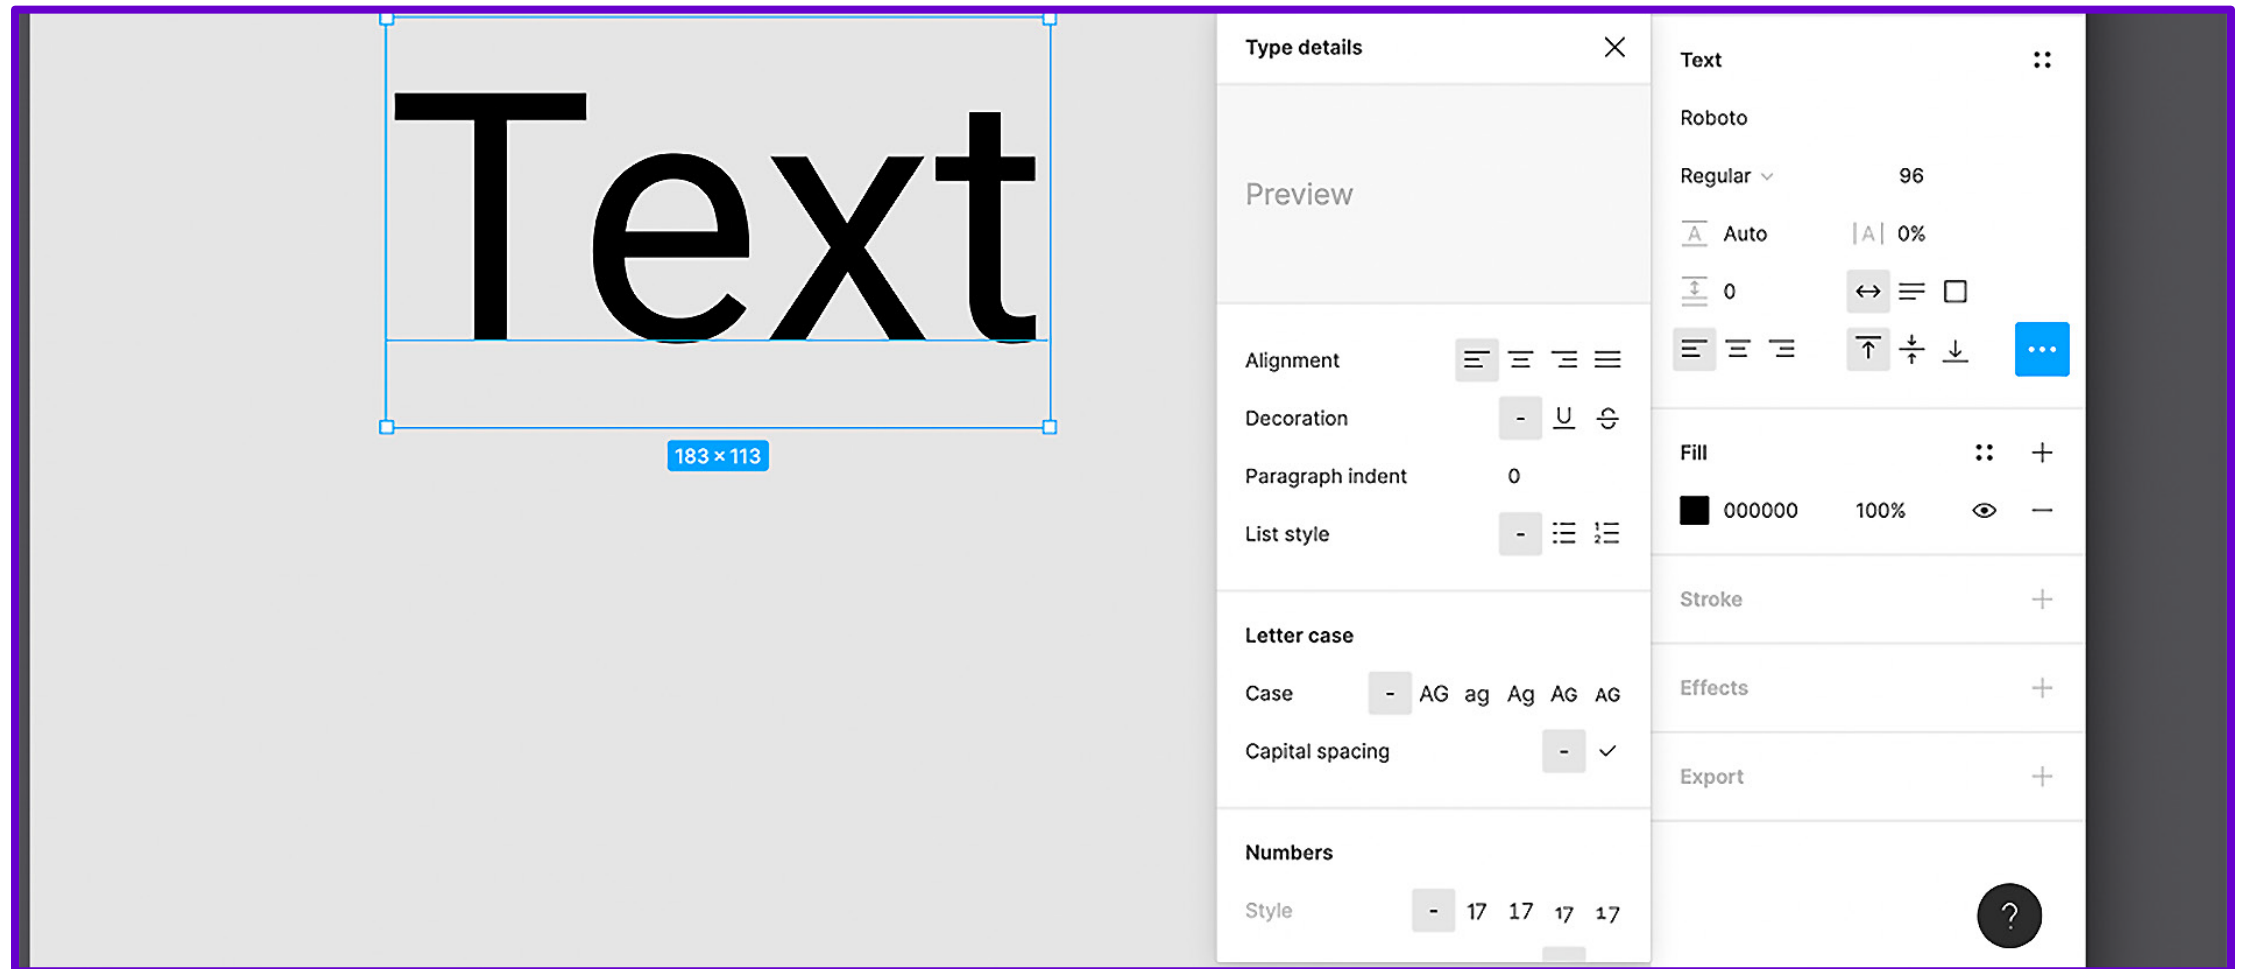 Text
183 × 113
Type details
Preview
Alignment
Decoration
- U S
Paragraph indent 0
List style
-
Letter case
Case - AG ag Ag AG AG
Capital spacing -
Numbers
Style - 17 17 17 17
Text
Roboto
Regular 96
A Auto |A| 0%
0
Fill
000000 100%
Stroke
Effects
Export
?